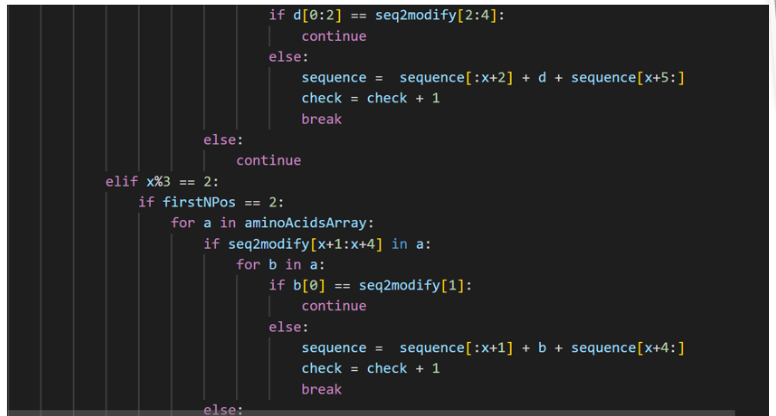 if d[0:2] == seq2modify[2:4]:
continue
else:
sequence =  sequence[:x+2] + d + sequence[x+5:]
check = check + 1
break
else:
continue
elif x%3 == 2:
if firstNPos == 2:
for a in aminoAcidsArray:
if seq2modify[x+1:x+4] in a:
for b in a:
if b[0] == seq2modify[1]:
continue
else:
sequence =  sequence[:x+1] + b + sequence[x+4:]
check = check + 1
break
else: